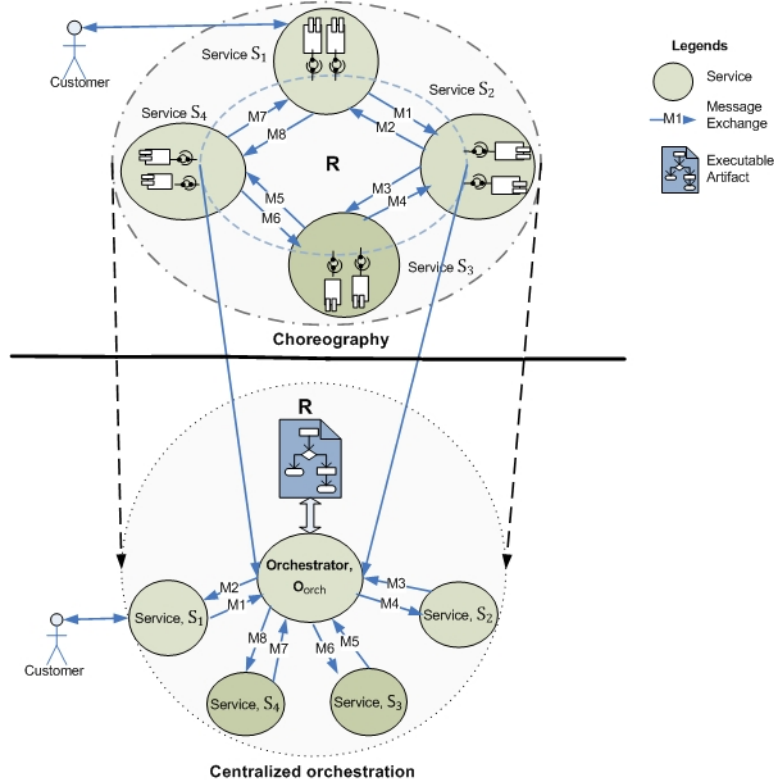 Legends
Service
M1
Message
Exchange
Executable
Artifact
Customer
Service S1
Service S2
Service S4
M7
M8
M1
M2
R
M5
M6
M3
M4
Service S3
Choreography
R
Orchestrator,
Oorch
M2
M1
M3
M4
Service, S1
Service, S2
Customer
M8
M7
M6
M5
Service, S4
Service, S3
Centralized orchestration